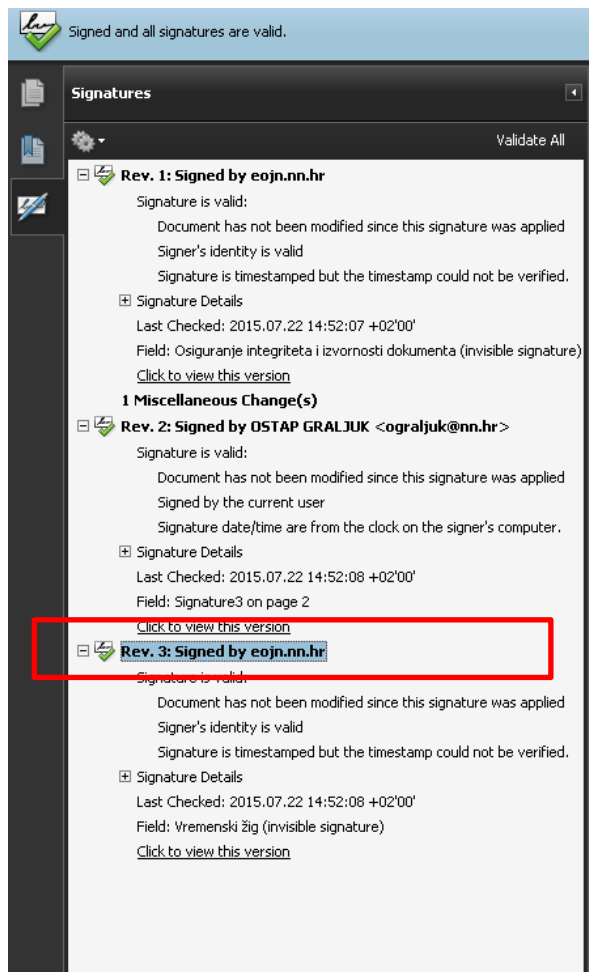 Signed and all signatures are valid.
Signatures
Validate All
Rev. 1: Signed by eojn.nn.hr
Signature is valid:
Document has not been modified since this signature was applied
Signer's identity is valid
Signature is timestamped but the timestamp could not be verified.
Signature Details
Last Checked: 2015.07.22 14:52:07 +02'00'
Field: Osiguranje integriteta i izvornosti dokumenta (invisible signature)
Click to view this version
1 Miscellaneous Change(s)
Rev. 2: Signed by OSTAP GRALJUK <ograljuk@nn.hr>
Signature is valid:
Document has not been modified since this signature was applied
Signed by the current user
Signature date/time are from the clock on the signer's computer.
Signature Details
Last Checked: 2015.07.22 14:52:08 +02'00'
Field: Signature3 on page 2
Click to view this version
Rev. 3: Signed by eojn.nn.hr
Signature is valid:
Document has not been modified since this signature was applied
Signer's identity is valid
Signature is timestamped but the timestamp could not be verified.
Signature Details
Last Checked: 2015.07.22 14:52:08 +02'00'
Field: Vremenski žig (invisible signature)
Click to view this version